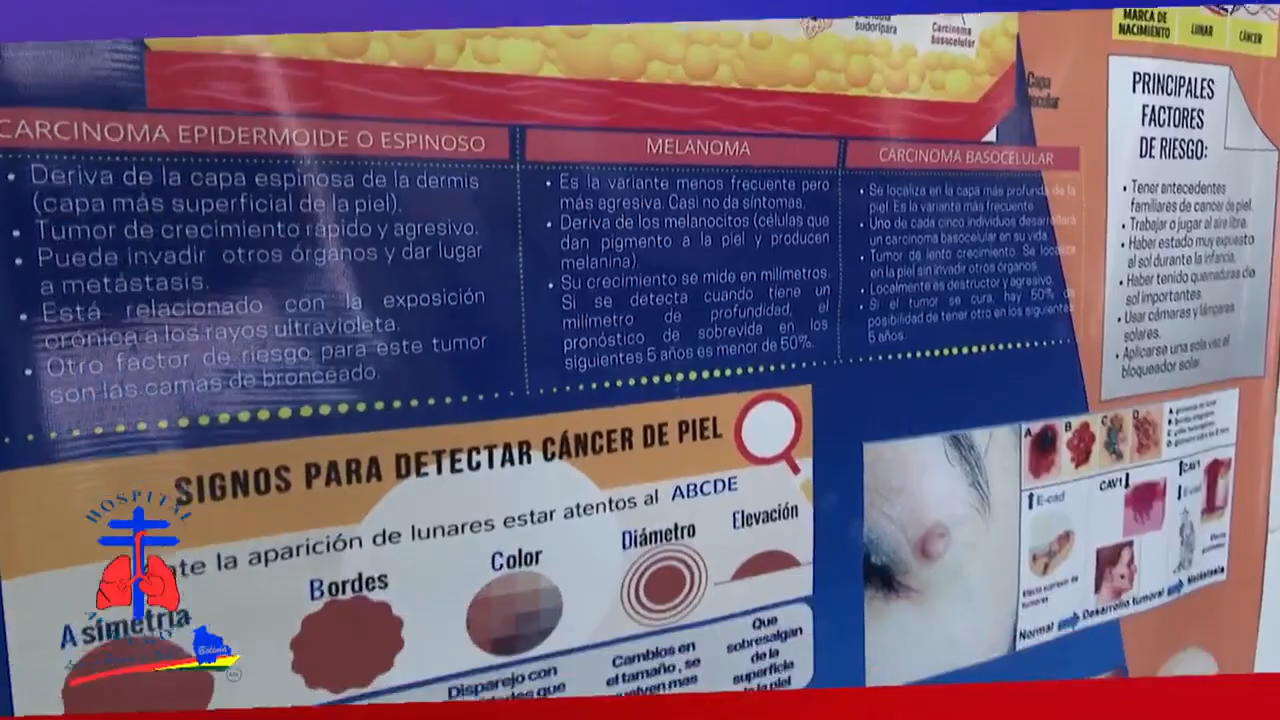 sudorípara
Carcinoma
basocelular
MARCA DE
NACIMIENTO
LUNAR
CÁNCER
Capa
CARCINOMA EPIDERMOIDE O ESPINOSO
• Deriva de la capa espinosa de la dermis
(capa más superficial de la piel).
• Tumor de crecimiento rápido y agresivo.
• Puede invadir otros órganos y dar lugar
a metástasis.
• Está relacionado con la exposición
crónica a los rayos ultravioleta.
• Otro factor de riesgo para este tumor
son las camas de bronceado.
MELANOMA
• Es la variante menos frecuente pero
más agresiva. Casi no da síntomas.
• Deriva de los melanocitos (células que
dan pigmento a la piel y producen
melanina).
• Su crecimiento se mide en milímetros.
Si se detecta cuando tiene un
milímetro de profundidad, el
pronóstico de sobrevida en los
siguientes 5 años es menor de 50%.
CARCINOMA BASOCELULAR
• Se localiza en la capa más profunda de la
piel. Es la variante más frecuente
• Uno de cada cinco individuos desarrollará
un carcinoma basocelular en su vida.
• Tumor de lento crecimiento. Se localiza
en la piel sin invadir otros órganos.
• Localmente es destructor y agresivo.
• Si el tumor se cura, hay 50% de
posibilidad de tener otro en los siguientes
5 años.
PRINCIPALES
FACTORES
DE RIESGO:
• Tener antecedentes
familiares de cancer de piel.
• Trabajar o jugar al aire libre.
• Haber estado muy expuesto
al sol durante la infancia.
• Haber tenido quemaduras de
sol importantes.
• Usar cámaras y lámparas
solares.
• Aplicarse una sola vez el
bloqueador solar.
SIGNOS PARA DETECTAR CÁNCER DE PIEL
la aparición de lunares estar atentos al ABCDE
Asimetría
Bordes
Color
Diámetro
Elevación
Disparejo con
que
Cambios en
el tamaño, se
mas
Que
sobresalgan
de la
superficie
la piel
A
B
C
D
E-cad
CAV1
CAV1
Normal
Desarrollo tumoral
Metástasis
HOSPITAL
Bolivia